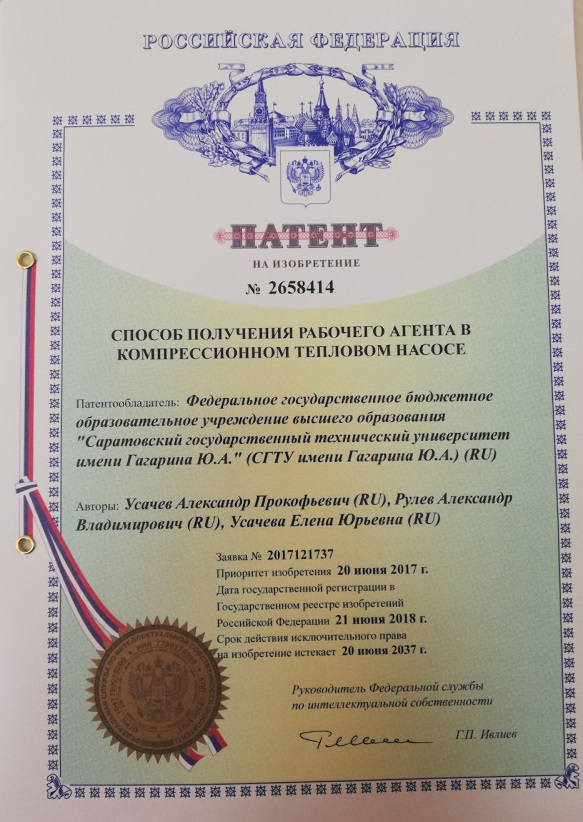 РОССИЙСКАЯ ФЕДЕРАЦИЯ
ПАТЕНТ
НА ИЗОБРЕТЕНИЕ
№ 2658414
СПОСОБ ПОЛУЧЕНИЯ РАБОЧЕГО АГЕНТА В
КОМПРЕССИОННОМ ТЕПЛОВОМ НАСОСЕ
Патентообладатель: Федеральное государственное бюджетное
образовательное учреждение высшего образования
"Саратовский государственный технический университет
имени Гагарина Ю.А." (СГТУ имени Гагарина Ю.А.) (RU)
Авторы: Усачев Александр Прокофьевич (RU), Рулев Александр
Владимирович (RU), Усачева Елена Юрьевна (RU)
Заявка № 2017121737
Приоритет изобретения 20 июня 2017 г.
Дата государственной регистрации в
Государственном реестре изобретений
Российской Федерации 21 июня 2018 г.
Срок действия исключительного права
на изобретение истекает 20 июня 2037 г.
Руководитель Федеральной службы
по интеллектуальной собственности
Г.П. Ивлиев